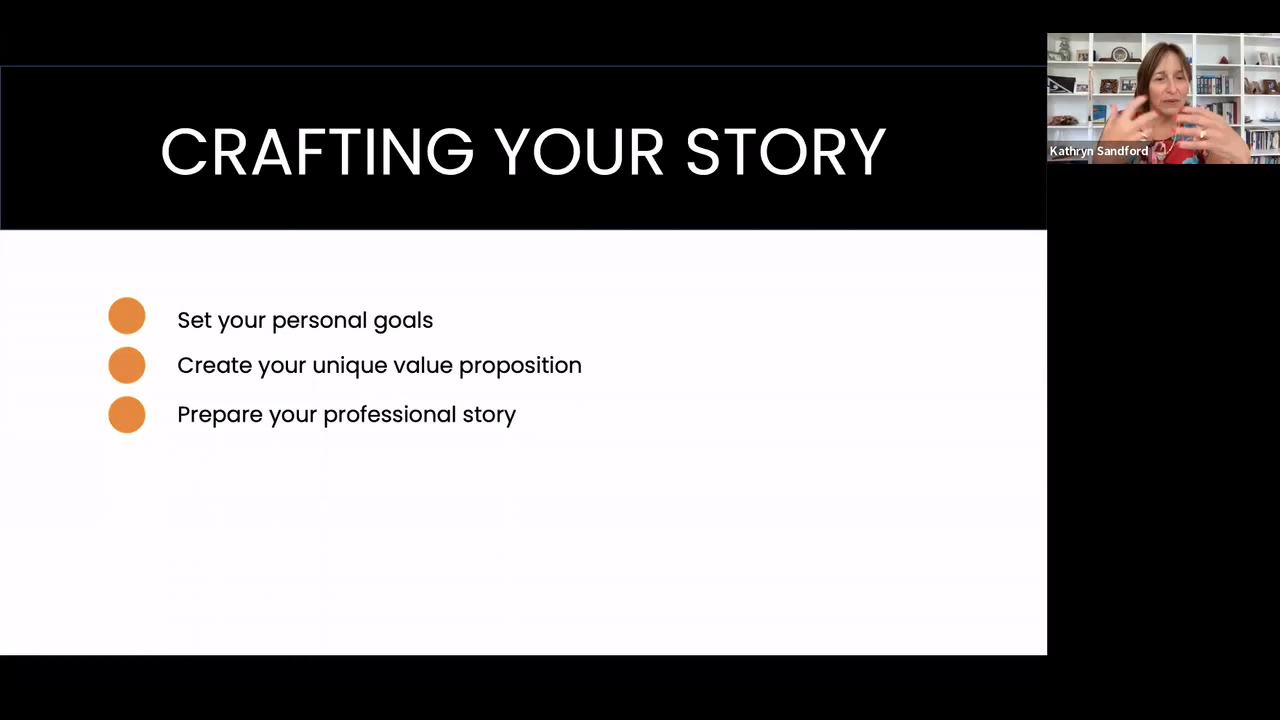 CRAFTING YOUR STORY
Kathryn Sandford
Set your personal goals
Create your unique value proposition
Prepare your professional story